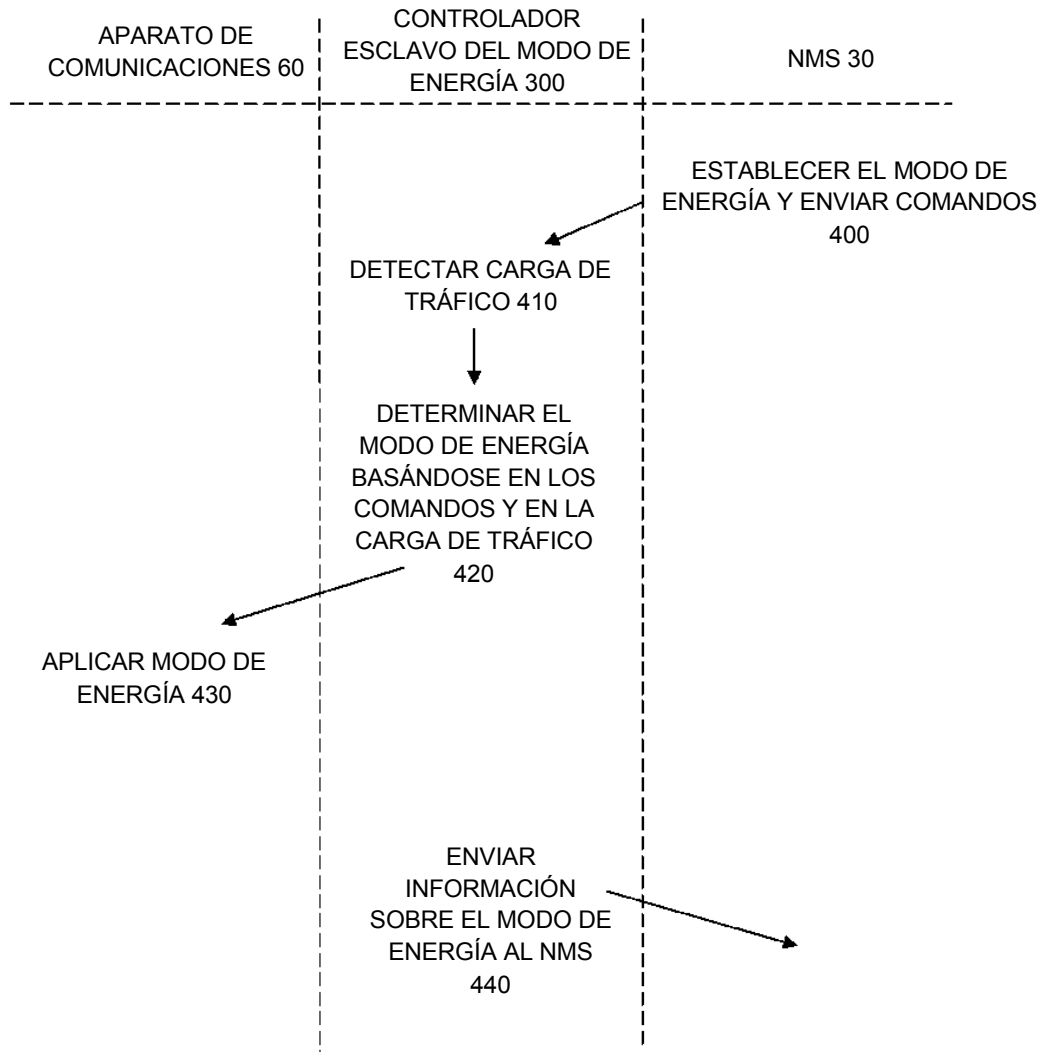 APARATO DE
COMUNICACIONES 60
CONTROLADOR
ESCLAVO DEL MODO DE
ENERGÍA 300
NMS 30
ESTABLECER EL MODO DE
ENERGÍA Y ENVIAR COMANDOS
400
DETECTAR CARGA DE
TRÁFICO 410
DETERMINAR EL
MODO DE ENERGÍA
BASÁNDOSE EN LOS
COMANDOS Y EN LA
CARGA DE TRÁFICO
420
APLICAR MODO DE
ENERGÍA 430
ENVIAR
INFORMACIÓN
SOBRE EL MODO DE
ENERGÍA AL NMS
440